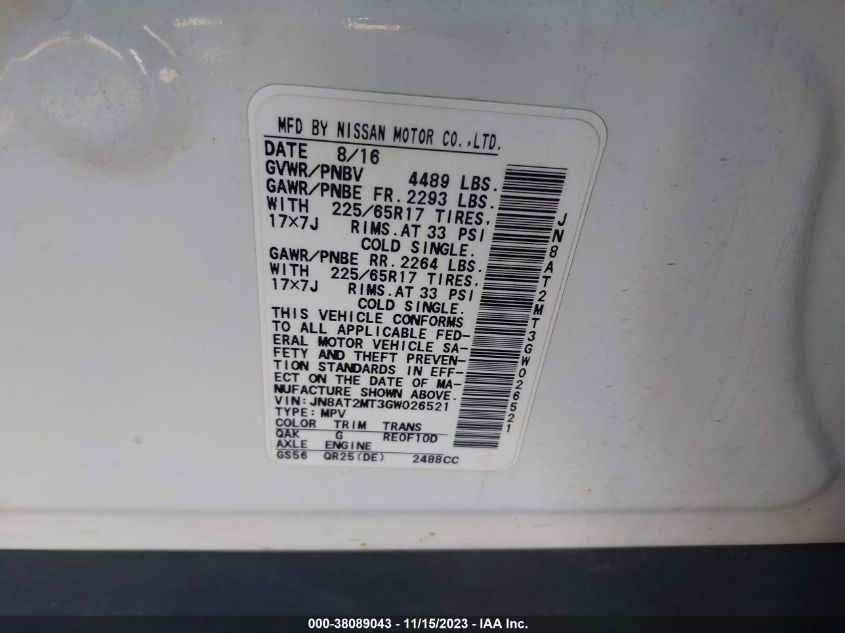 MFD BY NISSAN MOTOR CO.,LTD.
DATE 8/16
GVWR/PNBV 4489 LBS.
GAWR/PNBE FR. 2293 LBS.
WITH 225/65R17 TIRES,
17×7J RIMS.AT 33 PSI
COLD SINGLE.
GAWR/PNBE RR. 2264 LBS.
WITH 225/65R17 TIRES,
17×7J RIMS.AT 33 PSI
COLD SINGLE.
THIS VEHICLE CONFORMS
TO ALL APPLICABLE FED-
ERAL MOTOR VEHICLE SA-
FETY AND THEFT PREVEN-
TION STANDARDS IN EFF-
ECT ON THE DATE OF MA-
NUFACTURE SHOWN ABOVE.
VIN: JN8AT2MT3GW026521
TYPE: MPV
COLOR TRIM TRANS
QAK G RE0F10D
AXLE ENGINE
GS56 QR25(DE) 2488CC
JN8AT2MT3GW026521
000-38089043 - 11/15/2023 - IAA Inc.